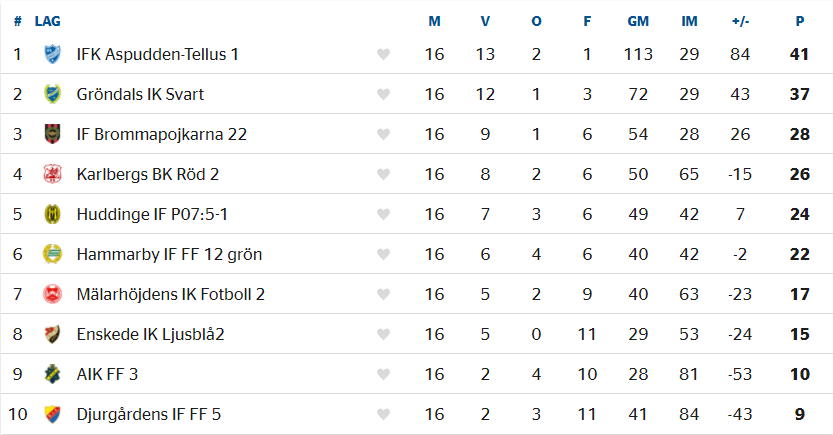 # LAG M V O F GM IM +/- P
1 IFK Aspudden-Tellus 1 16 13 2 1 113 29 84 41
2 Gröndals IK Svart 16 12 1 3 72 29 43 37
3 IF Brommapojkarna 22 16 9 1 6 54 28 26 28
4 Karlbergs BK Röd 2 16 8 2 6 50 65 -15 26
5 Huddinge IF P07:5-1 16 7 3 6 49 42 7 24
6 Hammarby IF FF 12 grön 16 6 4 6 40 42 -2 22
7 Mälarhöjdens IK Fotboll 2 16 5 2 9 40 63 -23 17
8 Enskede IK Ljusblå2 16 5 0 11 29 53 -24 15
9 AIK FF 3 16 2 4 10 28 81 -53 10
10 Djurgårdens IF FF 5 16 2 3 11 41 84 -43 9